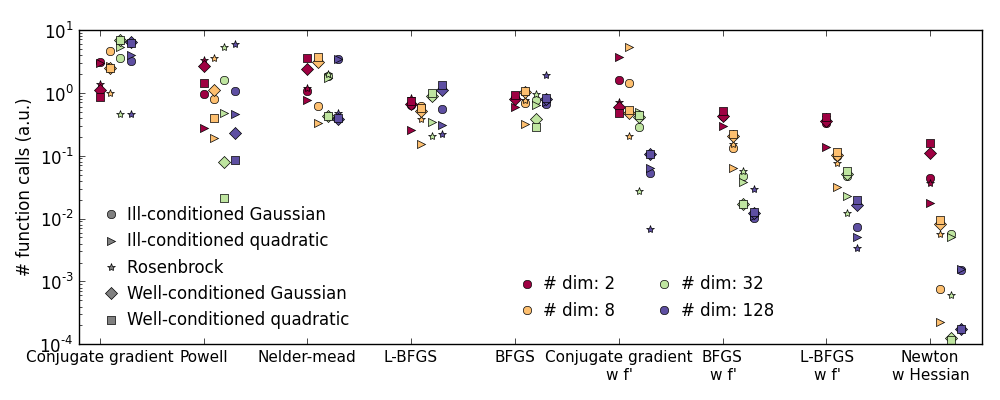 # function calls (a.u.)
10^1
10^0
10^-1
10^-2
10^-3
10^-4
Ill-conditioned Gaussian
Ill-conditioned quadratic
Rosenbrock
Well-conditioned Gaussian
Well-conditioned quadratic
# dim: 2
# dim: 8
# dim: 32
# dim: 128
Conjugate gradient
Powell
Nelder-mead
L-BFGS
BFGS
Conjugate gradient
w f'
BFGS
w f'
L-BFGS
w f'
Newton
w Hessian